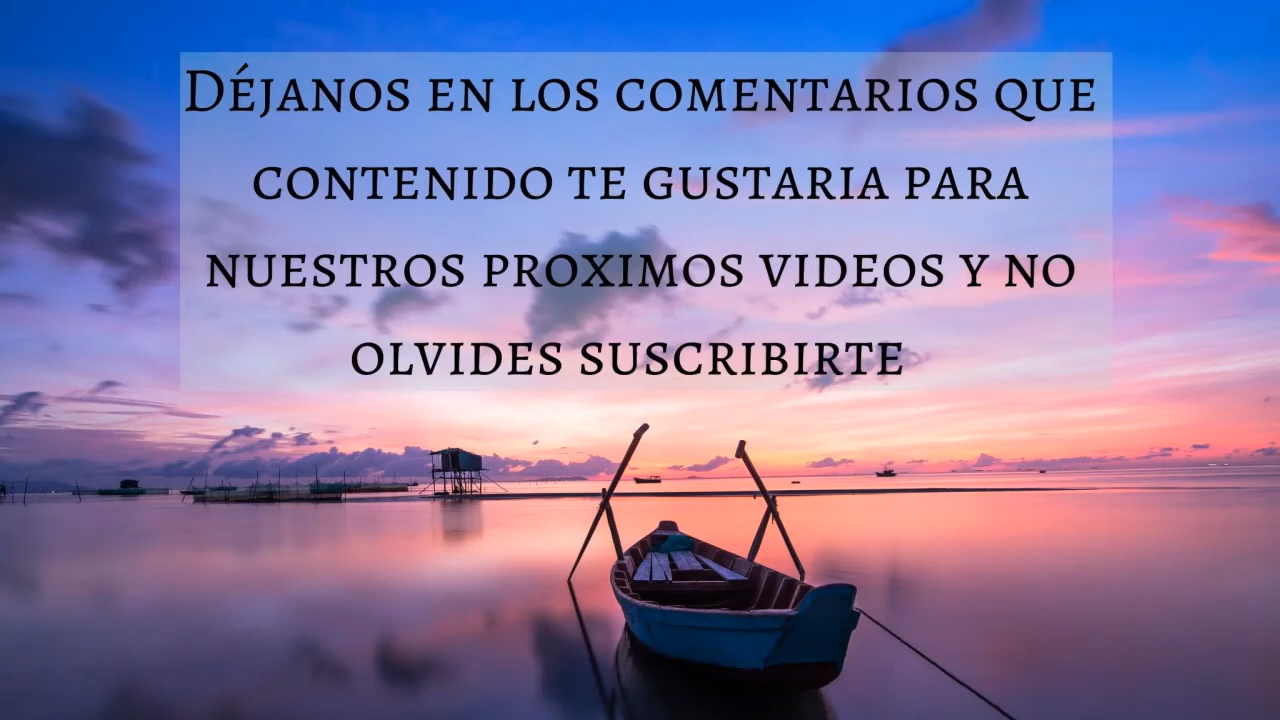 Déjanos en los comentarios que
contenido te gustaria para
nuestros proximos videos y no
olvides suscribirte